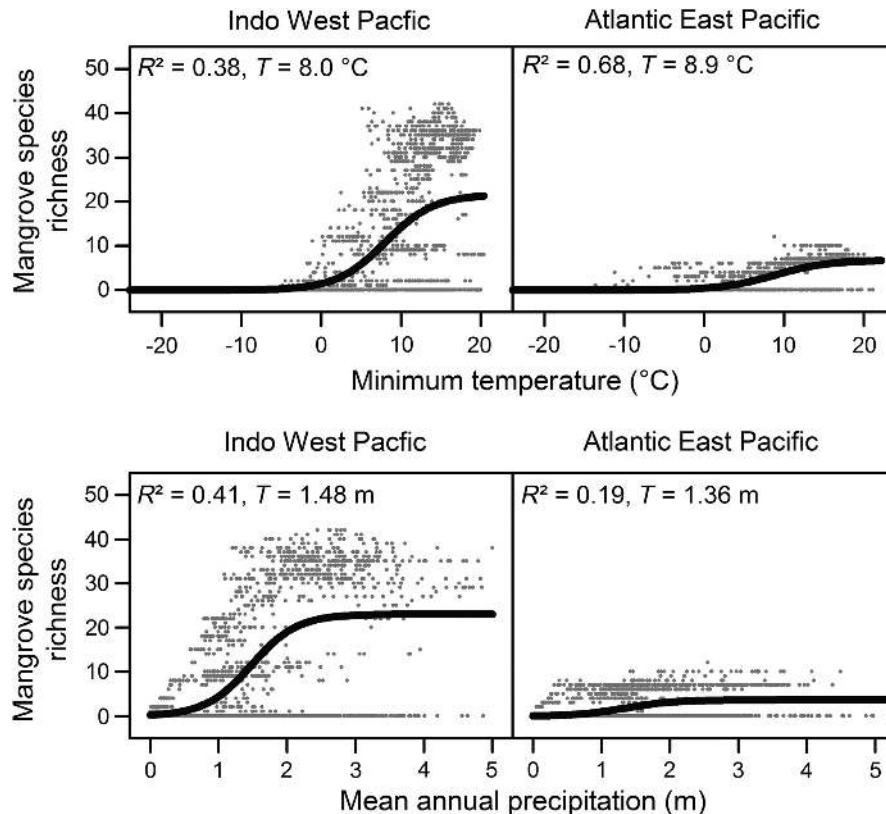 Indo West Pacfic
Atlantic East Pacific
R² = 0.38, T = 8.0 °C
R² = 0.68, T = 8.9 °C
Mangrove species
richness
50
40
30
20
10
0
-20 -10 0 10 20
-20 -10 0 10 20
Minimum temperature (°C)
Indo West Pacfic
Atlantic East Pacific
R² = 0.41, T = 1.48 m
R² = 0.19, T = 1.36 m
Mangrove species
richness
50
40
30
20
10
0
0 1 2 3 4 5
0 1 2 3 4 5
Mean annual precipitation (m)